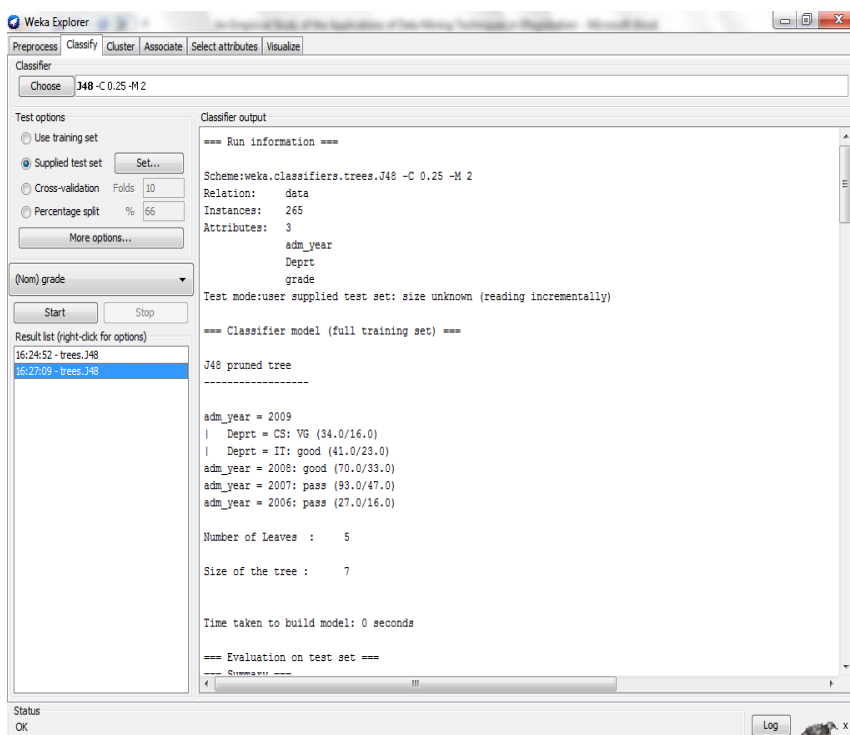 Weka Explorer
Preprocess Classify Cluster Associate Select attributes Visualize
Classifier
Choose J48 -C 0.25 -M 2
Test options
Use training set
Supplied test set Set...
Cross-validation Folds 10
Percentage split % 66
More options...
(Nom) grade
Start Stop
Result list (right-click for options)
16:24:52 - trees.J48
16:27:09 - trees.J48
Classifier output
=== Run information ===
Scheme:weka.classifiers.trees.J48 -C 0.25 -M 2
Relation: data
Instances: 265
Attributes: 3
adm_year
Deprt
grade
Test mode:user supplied test set: size unknown (reading incrementally)
=== Classifier model (full training set) ===
J48 pruned tree
------------------
adm_year = 2009
| Deprt = CS: VG (34.0/16.0)
| Deprt = IT: good (41.0/23.0)
adm_year = 2008: good (70.0/33.0)
adm_year = 2007: pass (93.0/47.0)
adm_year = 2006: pass (27.0/16.0)
Number of Leaves : 5
Size of the tree : 7
Time taken to build model: 0 seconds
=== Evaluation on test set ===
=== Summary ===
Status
OK
Log
x